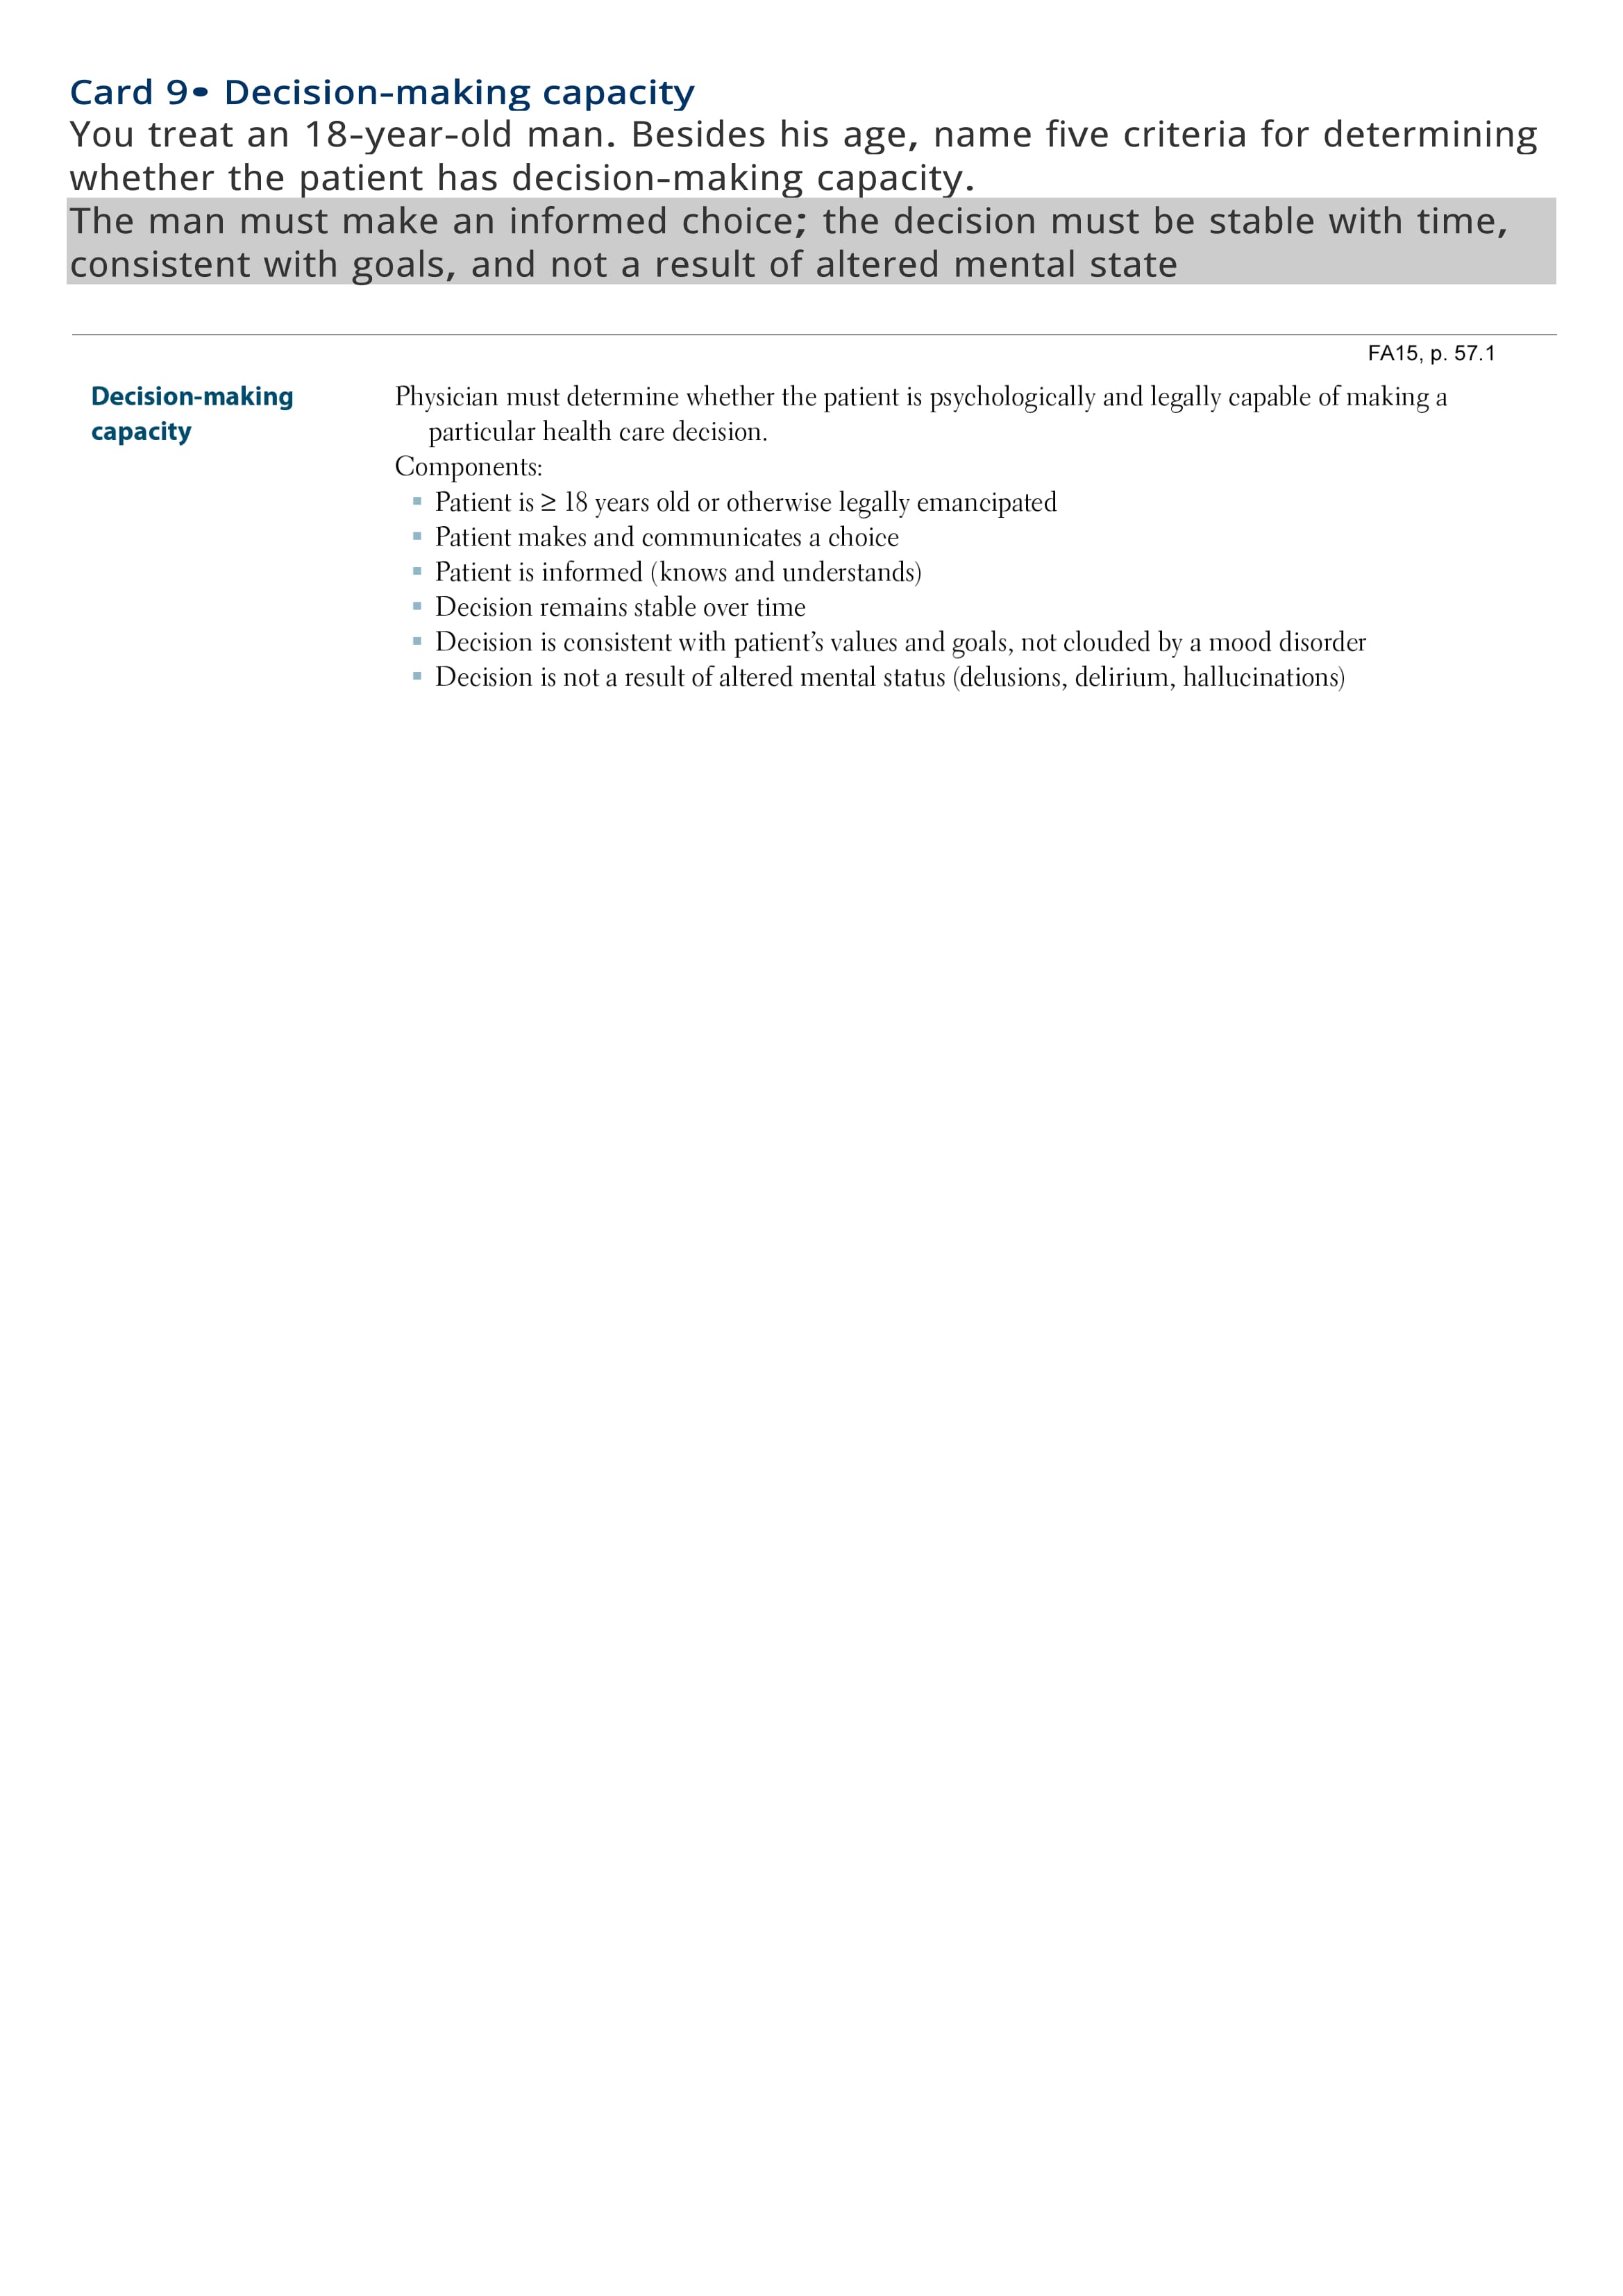 Card 9• Decision-making capacity
You treat an 18-year-old man. Besides his age, name five criteria for determining
whether the patient has decision-making capacity.
The man must make an informed choice; the decision must be stable with time,
consistent with goals, and not a result of altered mental state
FA15, p. 57.1
Decision-making
capacity
Physician must determine whether the patient is psychologically and legally capable of making a
particular health care decision.
Components:
▪ Patient is ≥ 18 years old or otherwise legally emancipated
▪ Patient makes and communicates a choice
▪ Patient is informed (knows and understands)
▪ Decision remains stable over time
▪ Decision is consistent with patient’s values and goals, not clouded by a mood disorder
▪ Decision is not a result of altered mental status (delusions, delirium, hallucinations)